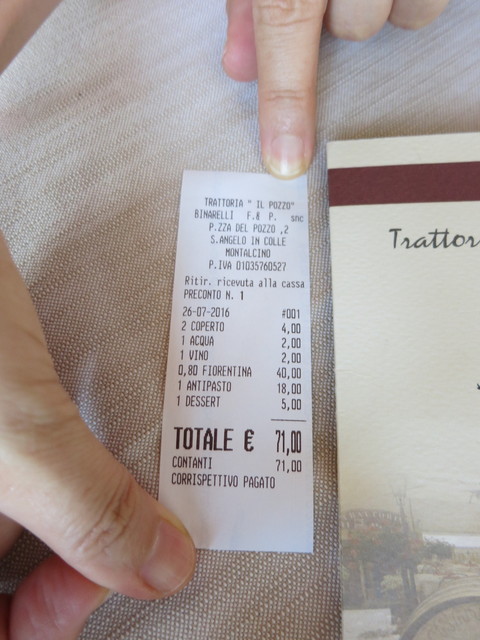 TRATTORIA " IL POZZO"
BINARELLI F.& P. snc
P.ZZA DEL POZZO ,2
S.ANGELO IN COLLE
MONTALCINO
P.IVA 01035760527
Ritir. ricevuta alla cassa
PRECONTO N. 1
26-07-2016 #001
2 COPERTO 4,00
1 ACQUA 2,00
1 VINO 2,00
0,80 FIORENTINA 40,00
1 ANTIPASTO 18,00
1 DESSERT 5,00
TOTALE € 71,00
CONTANTI 71,00
CORRISPETTIVO PAGATO
Trattor